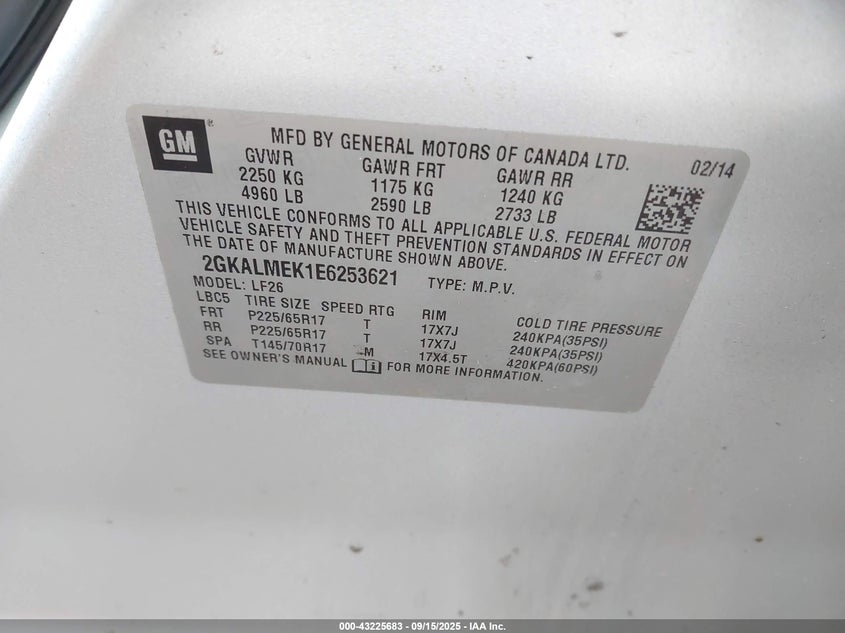 GM®
MFD BY GENERAL MOTORS OF CANADA LTD. 02/14
GVWR GAWR FRT GAWR RR
2250 KG 1175 KG 1240 KG
4960 LB 2590 LB 2733 LB
THIS VEHICLE CONFORMS TO ALL APPLICABLE U.S. FEDERAL MOTOR
VEHICLE SAFETY AND THEFT PREVENTION STANDARDS IN EFFECT ON
THE DATE OF MANUFACTURE SHOWN ABOVE.
2GKALMEK1E6253621 TYPE: M.P.V.
MODEL: LF26
LBC5 TIRE SIZE SPEED RTG RIM COLD TIRE PRESSURE
FRT P225/65R17 T 17X7J 240KPA(35PSI)
RR P225/65R17 T 17X7J 240KPA(35PSI)
SPA T145/70R17 M 17X4.5T 420KPA(60PSI)
SEE OWNER'S MANUAL FOR MORE INFORMATION.
000-43225683 - 09/15/2025 - IAA Inc.